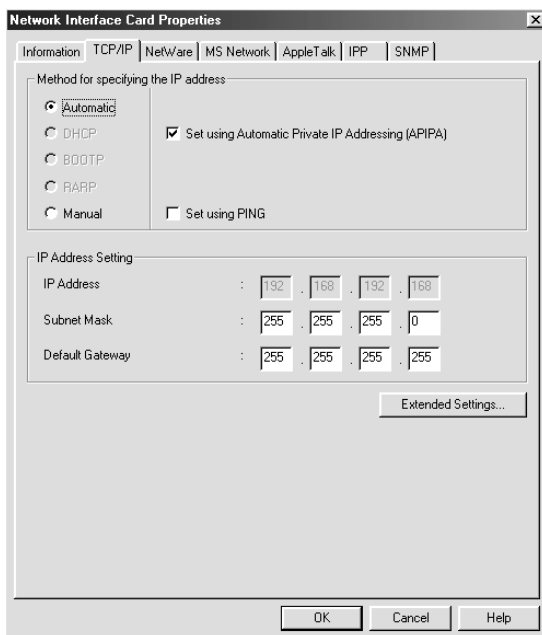 Network Interface Card Properties
Information TCP/IP NetWare MS Network AppleTalk IPP SNMP
Method for specifying the IP address
Automatic
DHCP Set using Automatic Private IP Addressing (APIPA)
BOOTP
RARP
Manual Set using PING
IP Address Setting
IP Address : 192 . 168 . 192 . 168
Subnet Mask : 255 . 255 . 255 . 0
Default Gateway : 255 . 255 . 255 . 255
Extended Settings...
OK Cancel Help